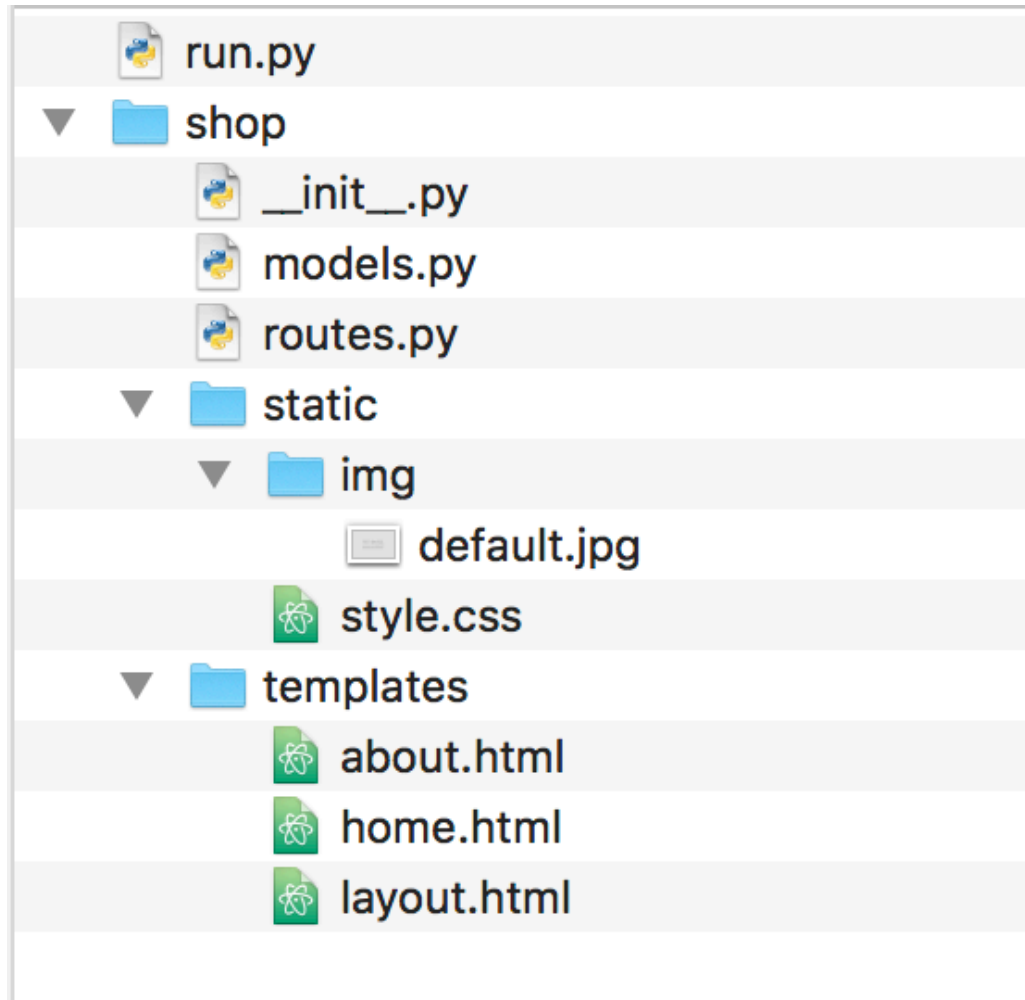 run.py
shop
__init__.py
models.py
routes.py
static
img
default.jpg
style.css
templates
about.html
home.html
layout.html